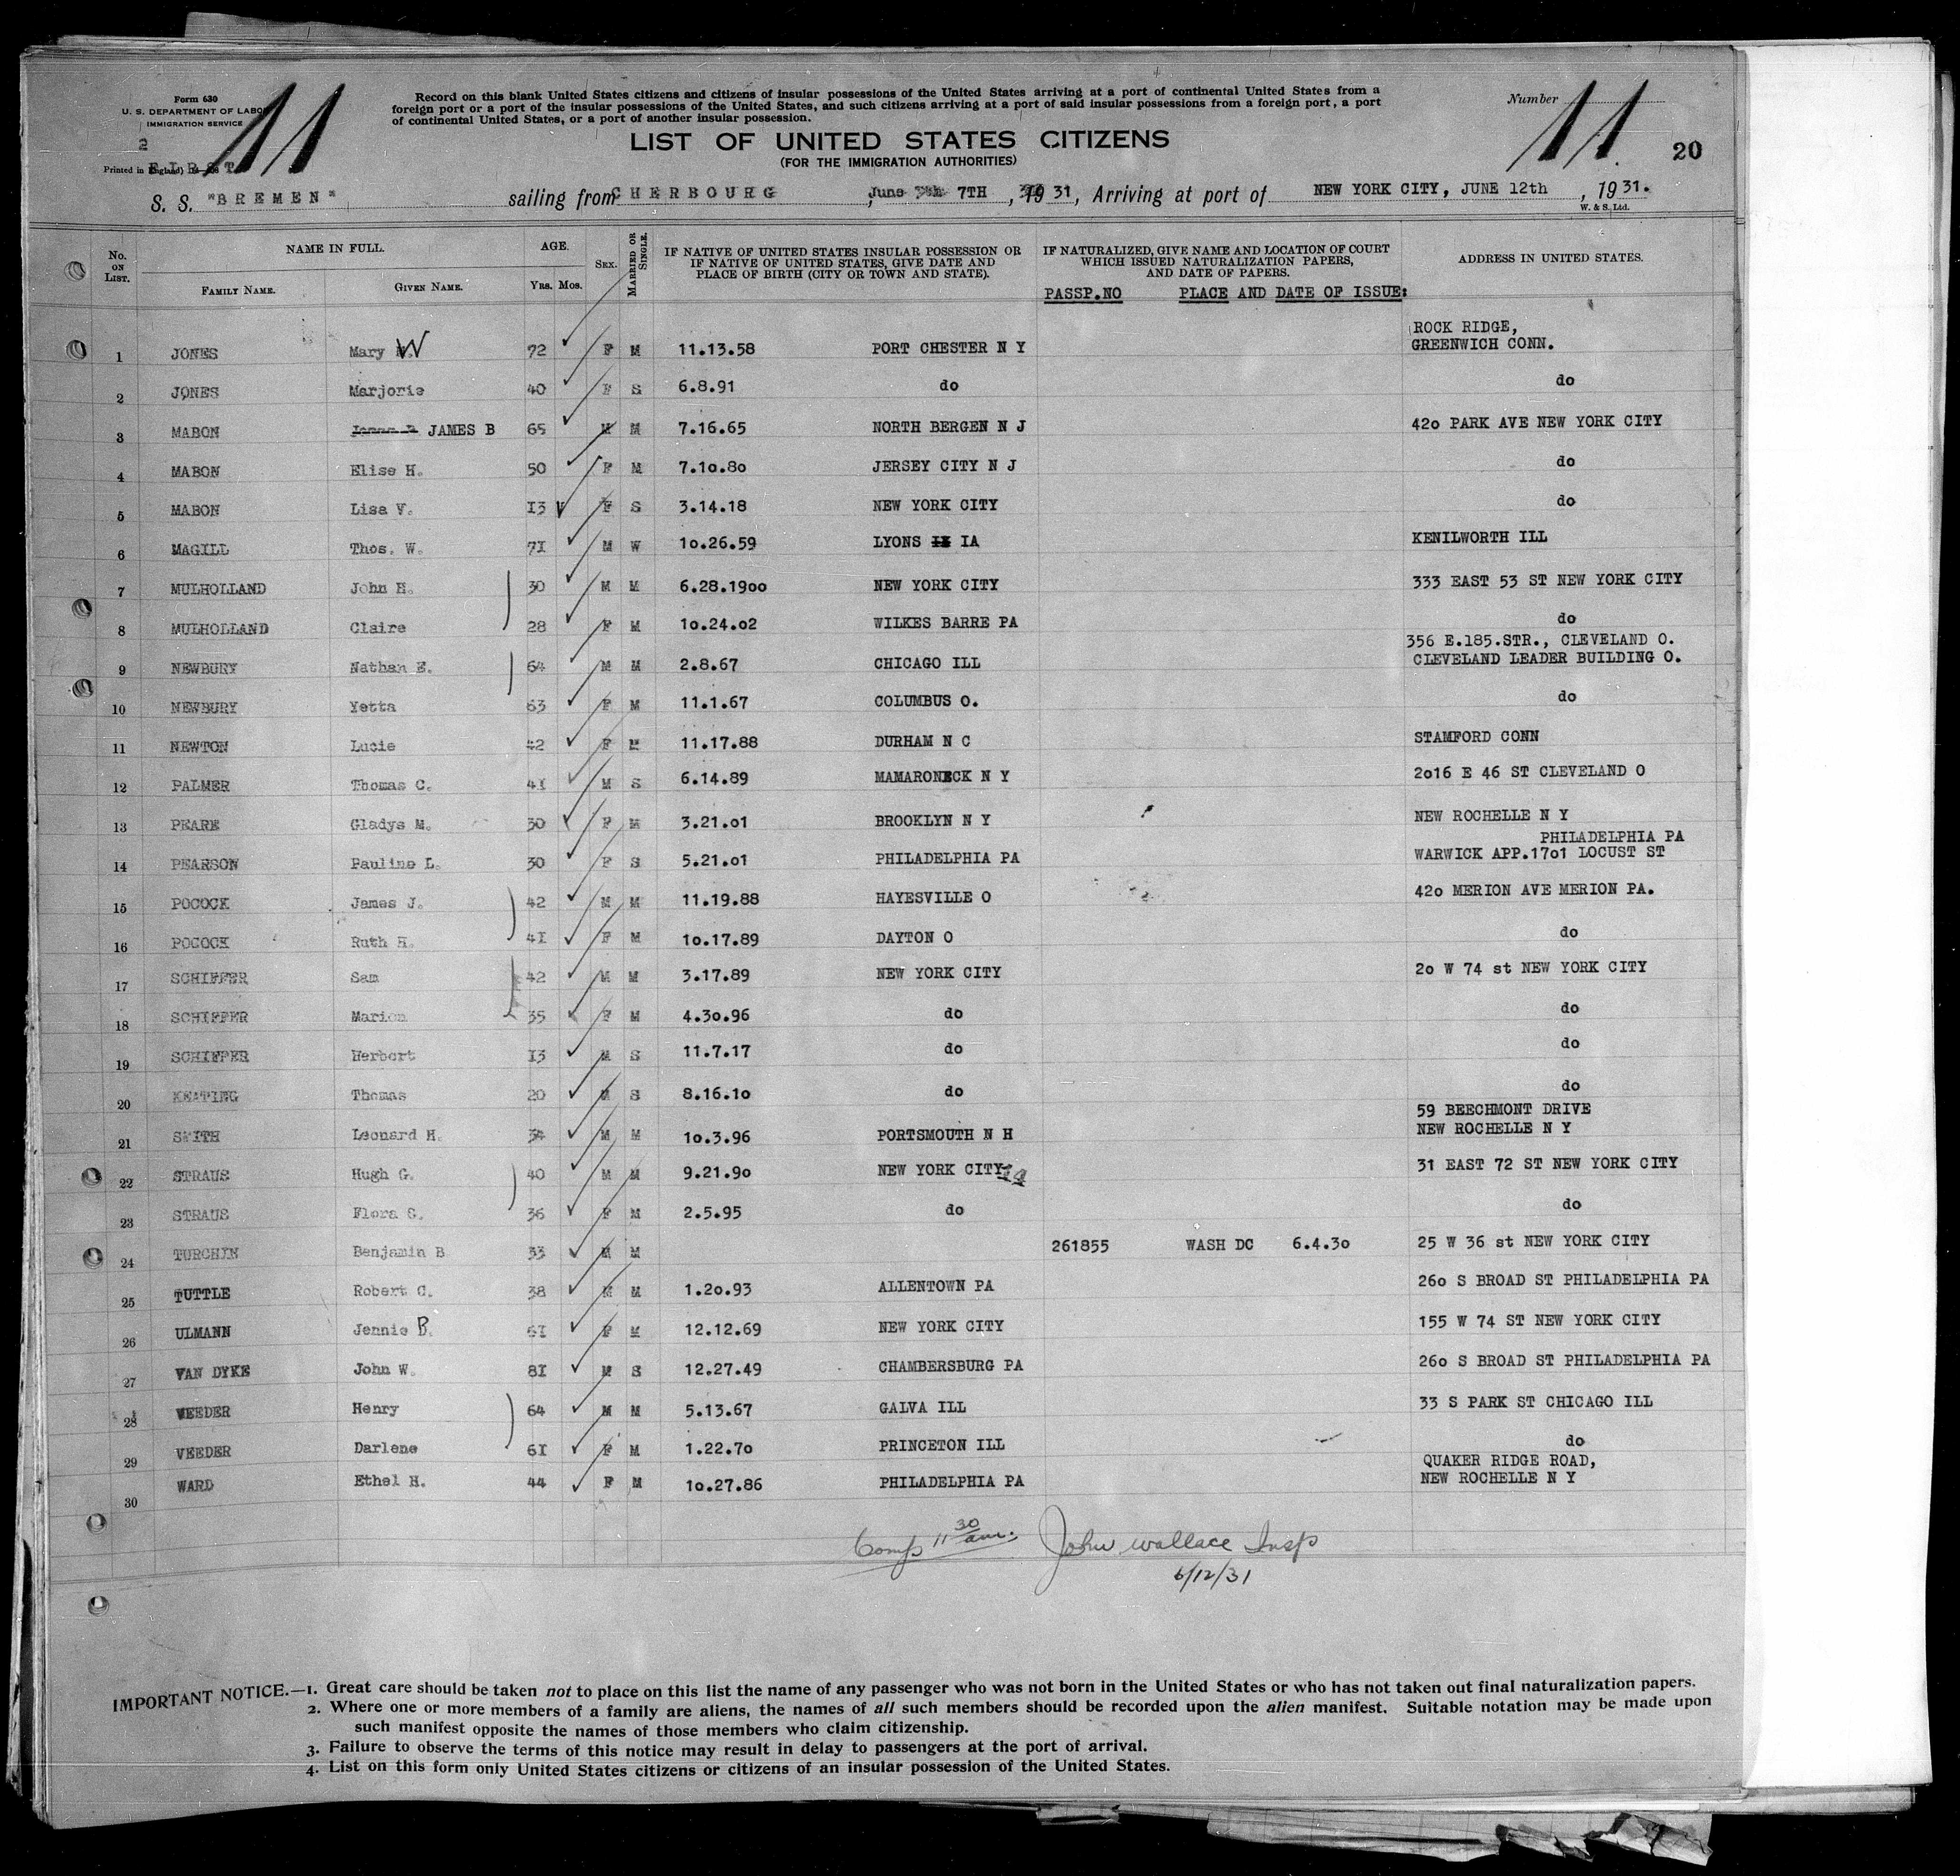 Form 630
U. S. DEPARTMENT OF LABOR
IMMIGRATION SERVICE
2
Printed in England)
FIRST
11
Record on this blank United States citizens and citizens of insular possessions of the United States arriving at a port of continental United States from a
foreign port or a port of the insular possessions of the United States, and such citizens arriving at a port of said insular possessions from a foreign port, a port
of continental United States, or a port of another insular possession.
LIST OF UNITED STATES CITIZENS
(FOR THE IMMIGRATION AUTHORITIES)
Number 11
20
S. S. "BREMEN" sailing from CHERBOURG, June 7TH, 1931, Arriving at port of NEW YORK CITY, JUNE 12th, 1931.
W. & S. Ltd.
No. on List. NAME IN FULL. Family Name. Given Name. AGE. Yrs. Mos. Sex. Married or Single. IF NATIVE OF UNITED STATES INSULAR POSSESSION OR IF NATIVE OF UNITED STATES, GIVE DATE AND PLACE OF BIRTH (CITY OR TOWN AND STATE). IF NATURALIZED, GIVE NAME AND LOCATION OF COURT WHICH ISSUED NATURALIZATION PAPERS, AND DATE OF PAPERS. ADDRESS IN UNITED STATES.
PASSP.NO PLACE AND DATE OF ISSUE:
ROCK RIDGE,
1 JONES Mary W 72 F M 11.13.58 PORT CHESTER N Y GREENWICH CONN.
2 JONES Marjorie 40 F S 6.8.91 do do
3 MABON James B JAMES B 65 M M 7.16.65 NORTH BERGEN N J 420 PARK AVE NEW YORK CITY
4 MABON Elise H. 50 F M 7.10.80 JERSEY CITY N J do
5 MABON Lisa V. 13 F S 3.14.18 NEW YORK CITY do
6 MAGILL Thos. W. 71 M W 10.26.59 LYONS IA KENILWORTH ILL
7 MULHOLLAND John H. 30 M M 6.28.1900 NEW YORK CITY 333 EAST 53 ST NEW YORK CITY
8 MULHOLLAND Claire 28 F M 10.24.02 WILKES BARRE PA do
356 E.185.STR., CLEVELAND O.
9 NEWBURY Nathan E. 64 M M 2.8.67 CHICAGO ILL CLEVELAND LEADER BUILDING O.
10 NEWBURY Yetta 63 F M 11.1.67 COLUMBUS O. do
11 NEWTON Lucie 42 F M 11.17.88 DURHAM N C STAMFORD CONN
12 PALMER Thomas C. 41 M S 6.14.89 MAMARONECK N Y 2016 E 46 ST CLEVELAND O
13 PEARE Gladys M. 30 F M 3.21.01 BROOKLYN N Y NEW ROCHELLE N Y
PHILADELPHIA PA
14 PEARSON Pauline L. 30 F S 5.21.01 PHILADELPHIA PA WARWICK APP.1701 LOCUST ST
15 POCOCK James J. 42 M M 11.19.88 HAYESVILLE O 420 MERION AVE MERION PA.
16 POCOCK Ruth H. 41 F M 10.17.89 DAYTON O do
17 SCHIFFER Sam 42 M M 3.17.89 NEW YORK CITY 20 W 74 st NEW YORK CITY
18 SCHIFFER Marion 35 F M 4.30.96 do do
19 SCHIFFER Herbert 13 M S 11.7.17 do do
20 KEATING Thomas 20 M S 8.16.10 do do
59 BEECHMONT DRIVE
21 SMITH Leonard H. 34 M M 10.3.96 PORTSMOUTH N H NEW ROCHELLE N Y
22 STRAUS Hugh G. 40 M M 9.21.90 NEW YORK CITY 31 EAST 72 ST NEW YORK CITY
23 STRAUS Flora S. 36 F M 2.5.95 do do
24 TURCHIN Benjamin B 33 M M 261855 WASH DC 6.4.30 25 W 36 st NEW YORK CITY
25 TUTTLE Robert C. 38 M M 1.20.93 ALLENTOWN PA 260 S BROAD ST PHILADELPHIA PA
26 ULMANN Jennie B. 61 F M 12.12.69 NEW YORK CITY 155 W 74 ST NEW YORK CITY
27 VAN DYKE John W. 81 M S 12.27.49 CHAMBERSBURG PA 260 S BROAD ST PHILADELPHIA PA
28 VEEDER Henry 64 M M 5.13.67 GALVA ILL 33 S PARK ST CHICAGO ILL
29 VEEDER Darlene 61 F M 1.22.70 PRINCETON ILL do
QUAKER RIDGE ROAD,
30 WARD Ethel H. 44 F M 10.27.86 PHILADELPHIA PA NEW ROCHELLE N Y
Comp 11 30 am. John Wallace Insp
6/12/31
IMPORTANT NOTICE.—1. Great care should be taken not to place on this list the name of any passenger who was not born in the United States or who has not taken out final naturalization papers.
2. Where one or more members of a family are aliens, the names of all such members should be recorded upon the alien manifest. Suitable notation may be made upon
such manifest opposite the names of those members who claim citizenship.
3. Failure to observe the terms of this notice may result in delay to passengers at the port of arrival.
4. List on this form only United States citizens or citizens of an insular possession of the United States.